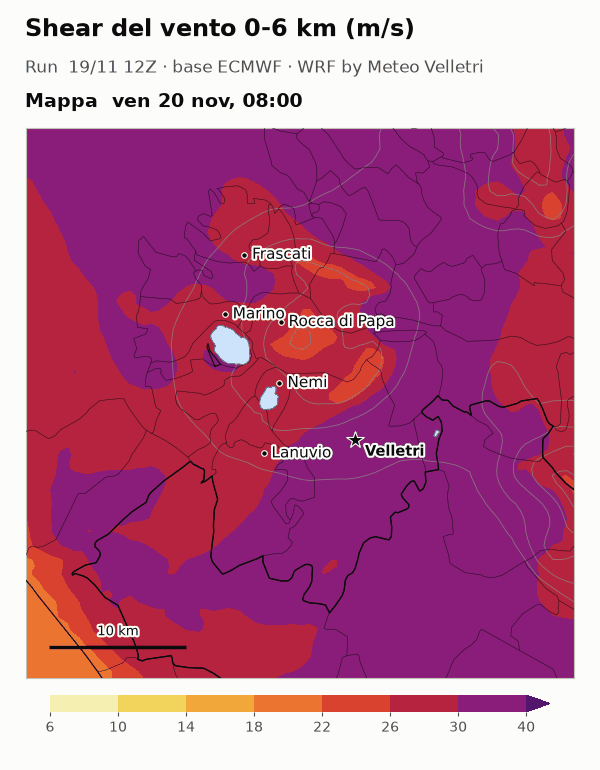 Shear del vento 0-6 km (m/s)
Run  19/11 12Z · base ECMWF · WRF by Meteo Velletri
Mappa  ven 20 nov, 08:00
Frascati
Marino
Rocca di Papa
Nemi
Velletri
Lanuvio
10 km
6 10 14 18 22 26 30 40